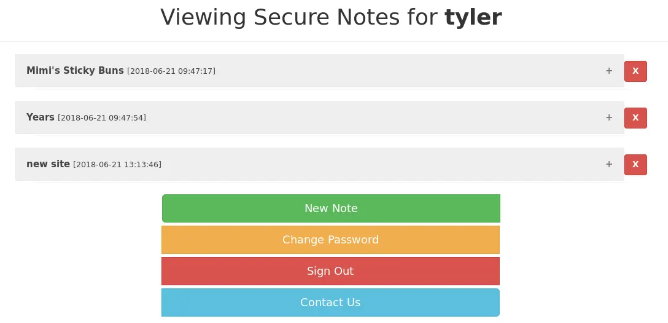 Viewing Secure Notes for tyler
Mimi's Sticky Buns [2018-06-21 09:47:17] + X
Years [2018-06-21 09:47:54] + X
new site [2018-06-21 13:13:46] + X
New Note
Change Password
Sign Out
Contact Us